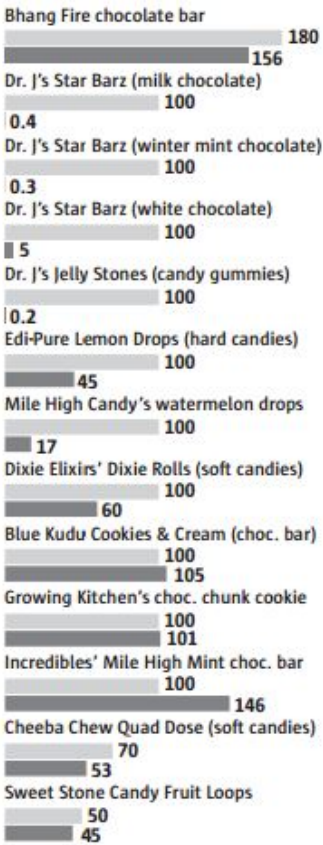 Bhang Fire chocolate bar
180
156
Dr. J's Star Barz (milk chocolate)
100
0.4
Dr. J's Star Barz (winter mint chocolate)
100
0.3
Dr. J's Star Barz (white chocolate)
100
5
Dr. J's Jelly Stones (candy gummies)
100
0.2
Edi-Pure Lemon Drops (hard candies)
100
45
Mile High Candy's watermelon drops
100
17
Dixie Elixirs' Dixie Rolls (soft candies)
100
60
Blue Kudu Cookies & Cream (choc. bar)
100
105
Growing Kitchen's choc. chunk cookie
100
101
Incredibles' Mile High Mint choc. bar
100
146
Cheeba Chew Quad Dose (soft candies)
70
53
Sweet Stone Candy Fruit Loops
50
45